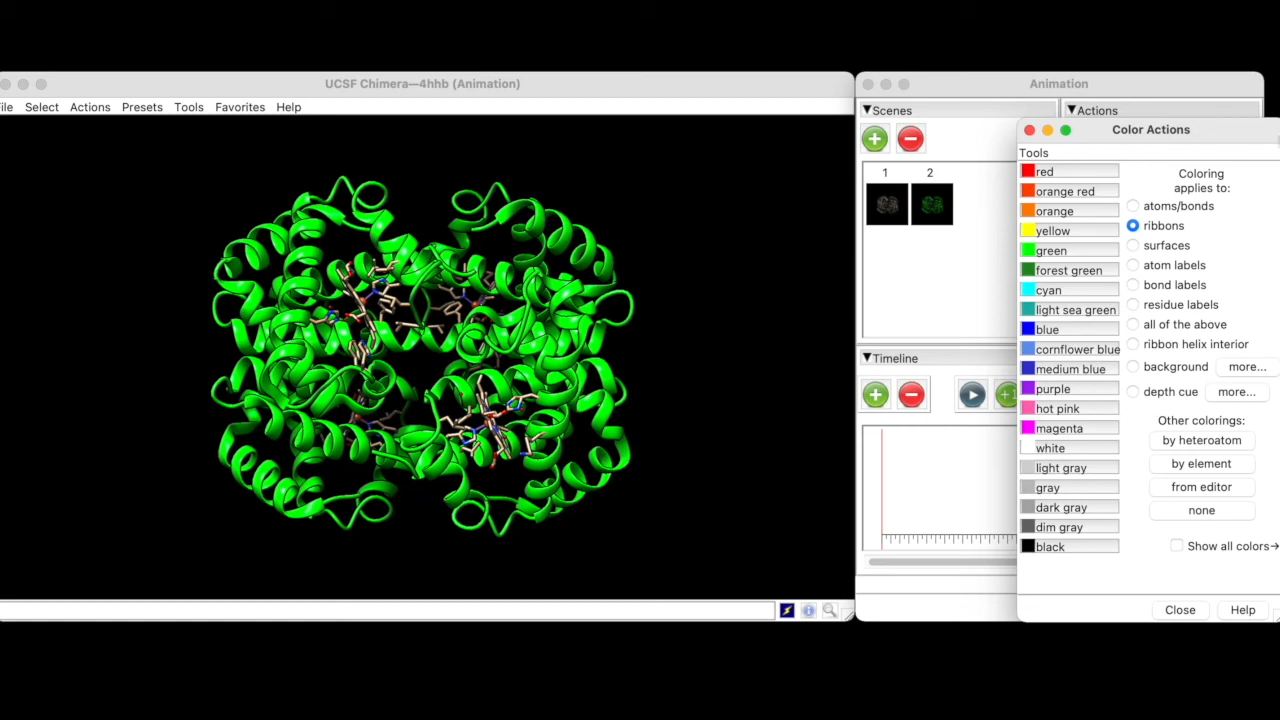 UCSF Chimera—4hhb (Animation)
ile Select Actions Presets Tools Favorites Help
Animation
Scenes
Actions
1 2
Timeline
+1
Color Actions
Tools
red
orange red
orange
yellow
green
forest green
cyan
light sea green
blue
cornflower blue
medium blue
purple
hot pink
magenta
white
light gray
gray
dark gray
dim gray
black
Coloring
applies to:
atoms/bonds
ribbons
surfaces
atom labels
bond labels
residue labels
all of the above
ribbon helix interior
background more...
depth cue more...
Other colorings:
by heteroatom
by element
from editor
none
Show all colors→
Close Help